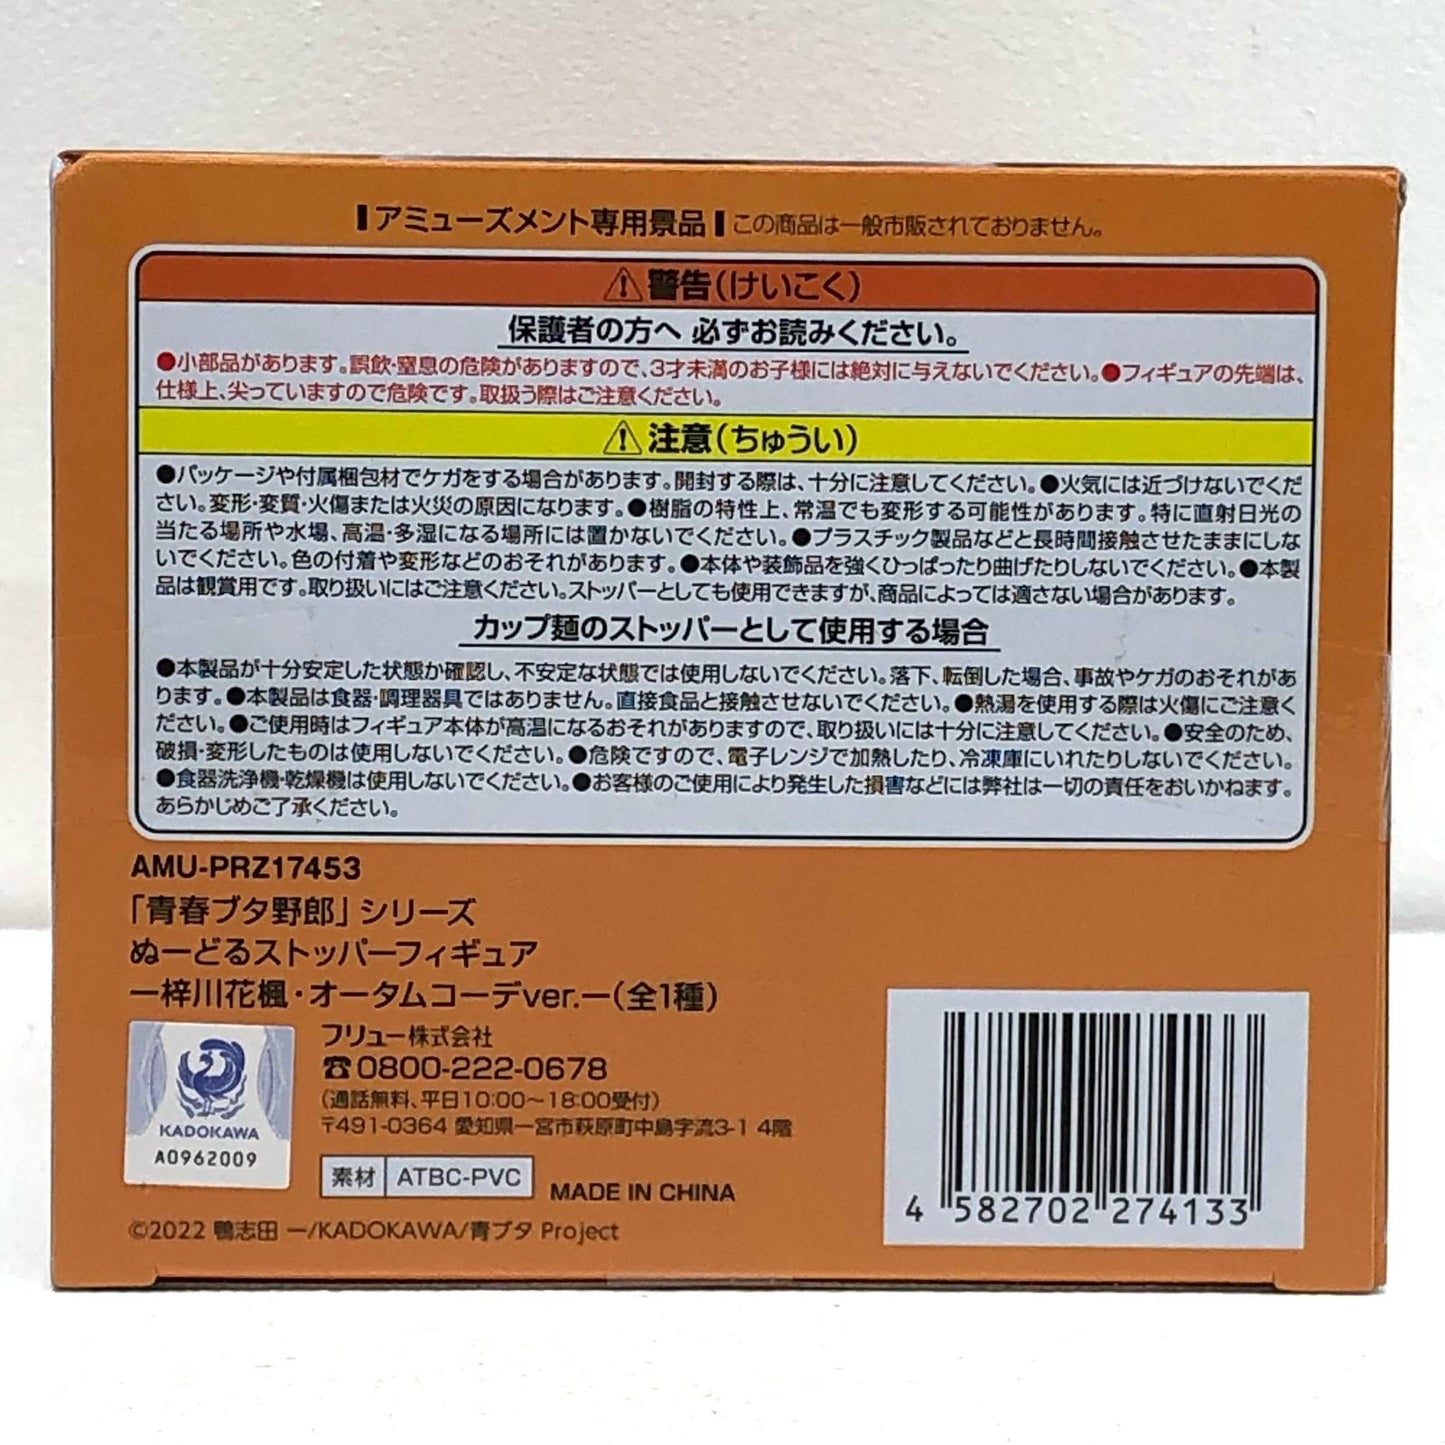 アミューズメント専用景品 この商品は一般市販されておりません。
⚠警告(けいこく)
保護者の方へ 必ずお読みください。
●小部品があります。誤飲・窒息の危険がありますので、3才未満のお子様には絶対に与えないでください。●フィギュアの先端は、
仕様上、尖っていますので危険です。取扱う際はご注意ください。
⚠注意(ちゅうい)
●パッケージや付属梱包材でケガをする場合があります。開封する際は、十分に注意してください。●火気には近づけないでくだ
さい。変形・変質・火傷または火災の原因になります。●樹脂の特性上、常温でも変形する可能性があります。特に直射日光の
当たる場所や水場、高温・多湿になる場所には置かないでください。●プラスチック製品などと長時間接触させたままにしな
いでください。色の付着や変形などのおそれがあります。●本体や装飾品を強くひっぱったり曲げたりしないでください。●本製
品は観賞用です。取り扱いにはご注意ください。ストッパーとしても使用できますが、商品によっては適さない場合があります。
カップ麺のストッパーとして使用する場合
●本製品が十分安定した状態か確認し、不安定な状態では使用しないでください。落下、転倒した場合、事故やケガのおそれがあ
ります。●本製品は食器・調理器具ではありません。直接食品と接触させないでください。●熱湯を使用する際は火傷にご注意く
ださい。●ご使用時はフィギュア本体が高温になるおそれがありますので、取り扱いには十分に注意してください。●安全のため、
破損・変形したものは使用しないでください。●危険ですので、電子レンジで加熱したり、冷凍庫にいれたりしないでください。
●食器洗浄機・乾燥機は使用しないでください。●お客様のご使用により発生した損害などには弊社は一切の責任をおいかねます。
あらかじめご了承ください。
AMU-PRZ17453
「青春ブタ野郎」シリーズ
ぬーどるストッパーフィギュア
ー梓川花楓・オータムコーデver.ー(全1種)
フリュー株式会社
☎0800-222-0678
(通話無料、平日10:00～18:00受付)
〒491-0364 愛知県一宮市萩原町中島字流3-1 4階
KADOKAWA
A0962009
素材 ATBC-PVC MADE IN CHINA
©2022 鴨志田 一/KADOKAWA/青ブタ Project
4 582702 274133